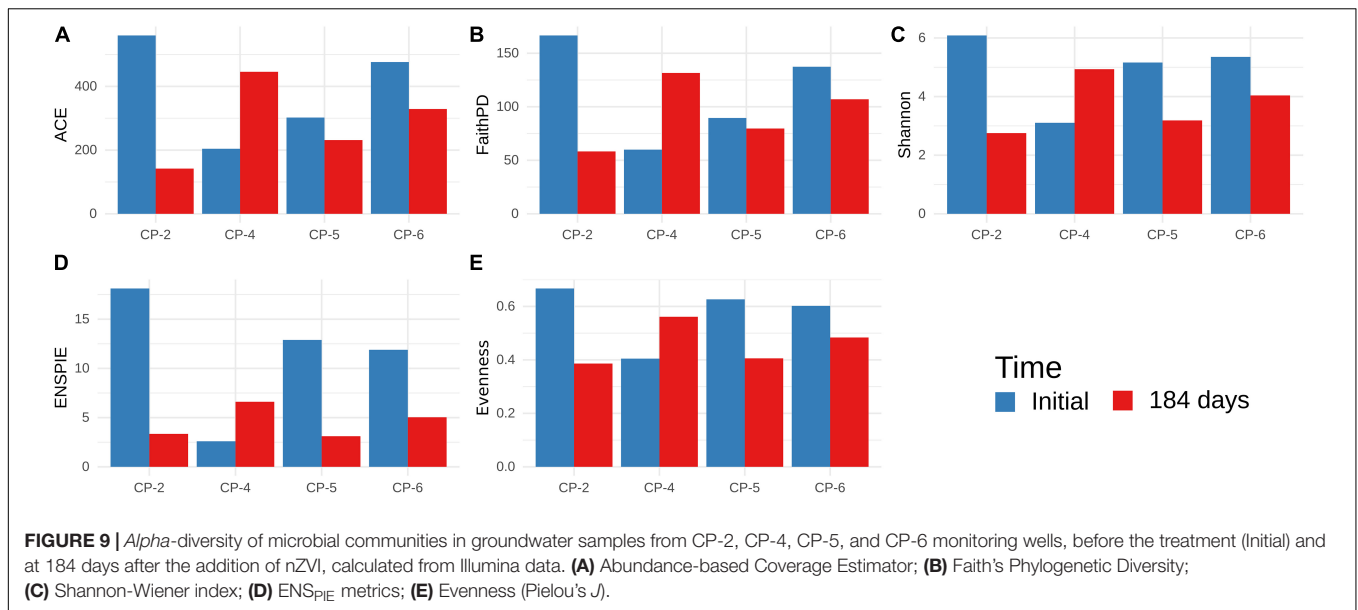 A
ACE
400
200
0
CP-2 CP-4 CP-5 CP-6
B
FaithPD
150
100
50
0
CP-2 CP-4 CP-5 CP-6
C
Shannon
6
4
2
0
CP-2 CP-4 CP-5 CP-6
D
ENSPIE
15
10
5
0
CP-2 CP-4 CP-5 CP-6
E
Evenness
0.6
0.4
0.2
0.0
CP-2 CP-4 CP-5 CP-6
Time
Initial 184 days
FIGURE 9 | Alpha-diversity of microbial communities in groundwater samples from CP-2, CP-4, CP-5, and CP-6 monitoring wells, before the treatment (Initial) and
at 184 days after the addition of nZVI, calculated from Illumina data. (A) Abundance-based Coverage Estimator; (B) Faith's Phylogenetic Diversity;
(C) Shannon-Wiener index; (D) ENSPIE metrics; (E) Evenness (Pielou's J).